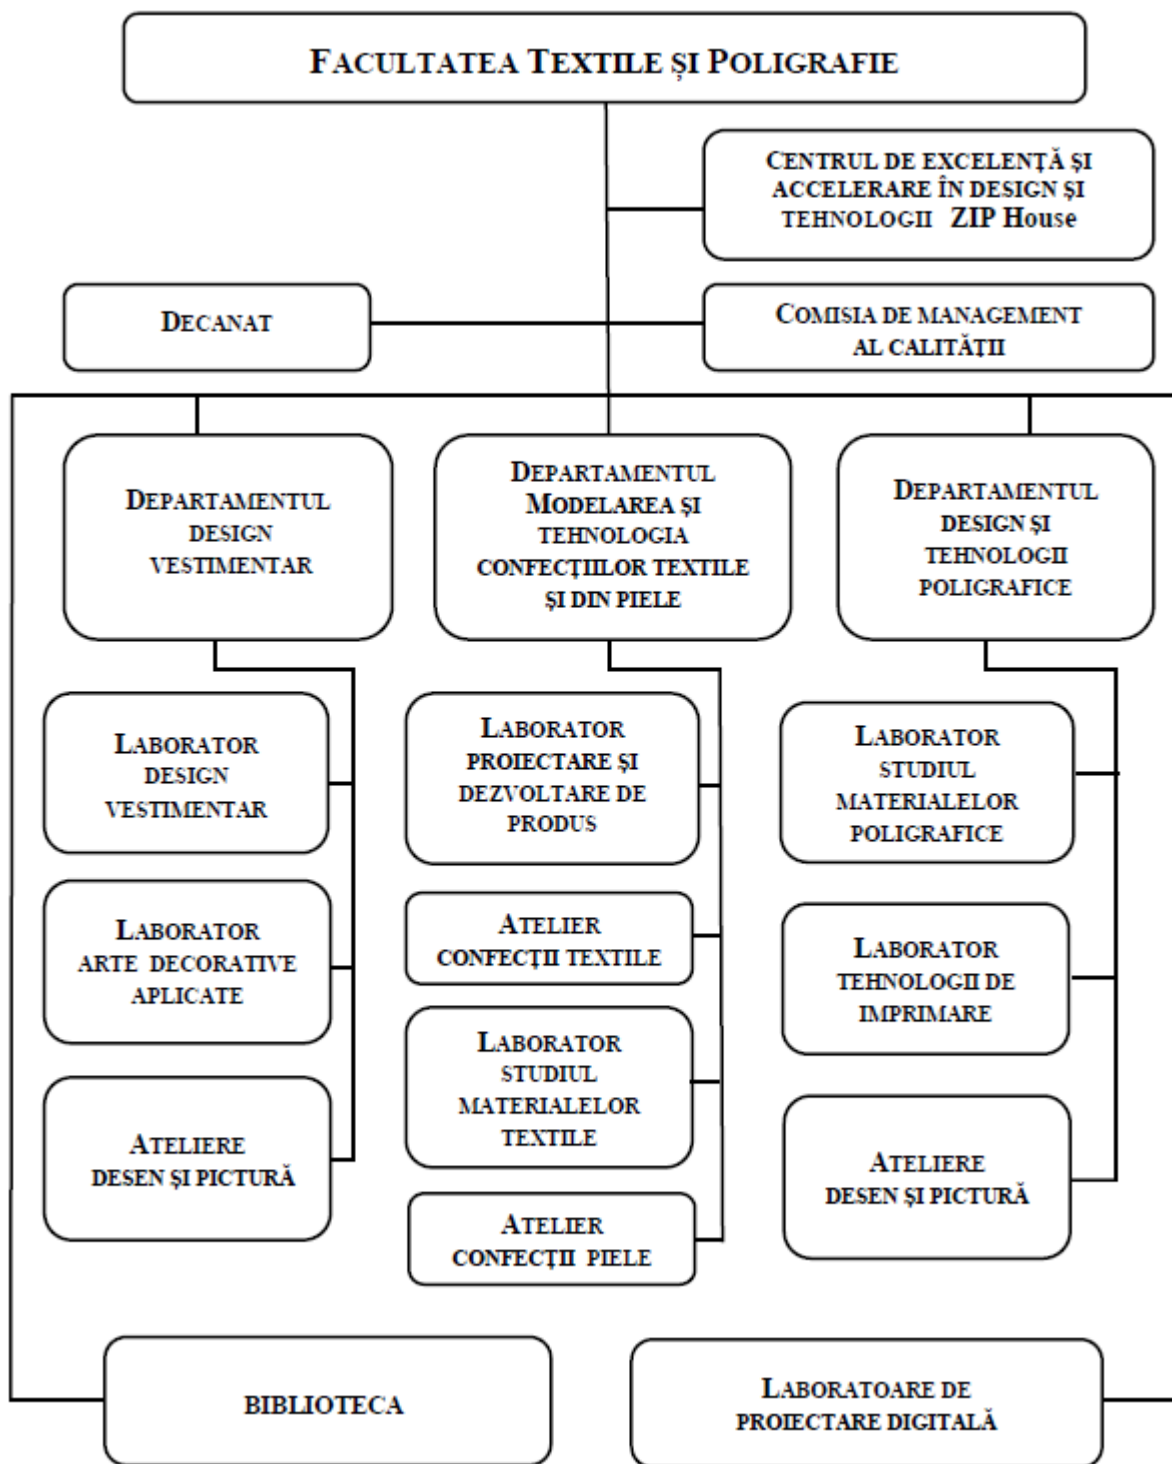 FACULTATEA TEXTILE ȘI POLIGRAFIE
CENTRUL DE EXCELENȚĂ ȘI
ACCELERARE ÎN DESIGN ȘI
TEHNOLOGII ZIP House
DECANAT
COMISIA DE MANAGEMENT
AL CALITĂȚII
DEPARTAMENTUL
DESIGN
VESTIMENTAR
DEPARTAMENTUL
MODELAREA ȘI
TEHNOLOGIA
CONFECȚIILOR TEXTILE
ȘI DIN PIELE
DEPARTAMENTUL
DESIGN ȘI
TEHNOLOGII
POLIGRAFICE
LABORATOR
DESIGN
VESTIMENTAR
LABORATOR
ARTE DECORATIVE
APLICATE
ATELIERE
DESEN ȘI PICTURĂ
LABORATOR
PROIECTARE ȘI
DEZVOLTARE DE
PRODUS
ATELIER
CONFECȚII TEXTILE
LABORATOR
STUDIUL
MATERIALELOR
TEXTILE
ATELIER
CONFECȚII PIELE
LABORATOR
STUDIUL
MATERIALELOR
POLIGRAFICE
LABORATOR
TEHNOLOGII DE
IMPRIMARE
ATELIERE
DESEN ȘI PICTURĂ
BIBLIOTECA
LABORATOARE DE
PROIECTARE DIGITALĂ